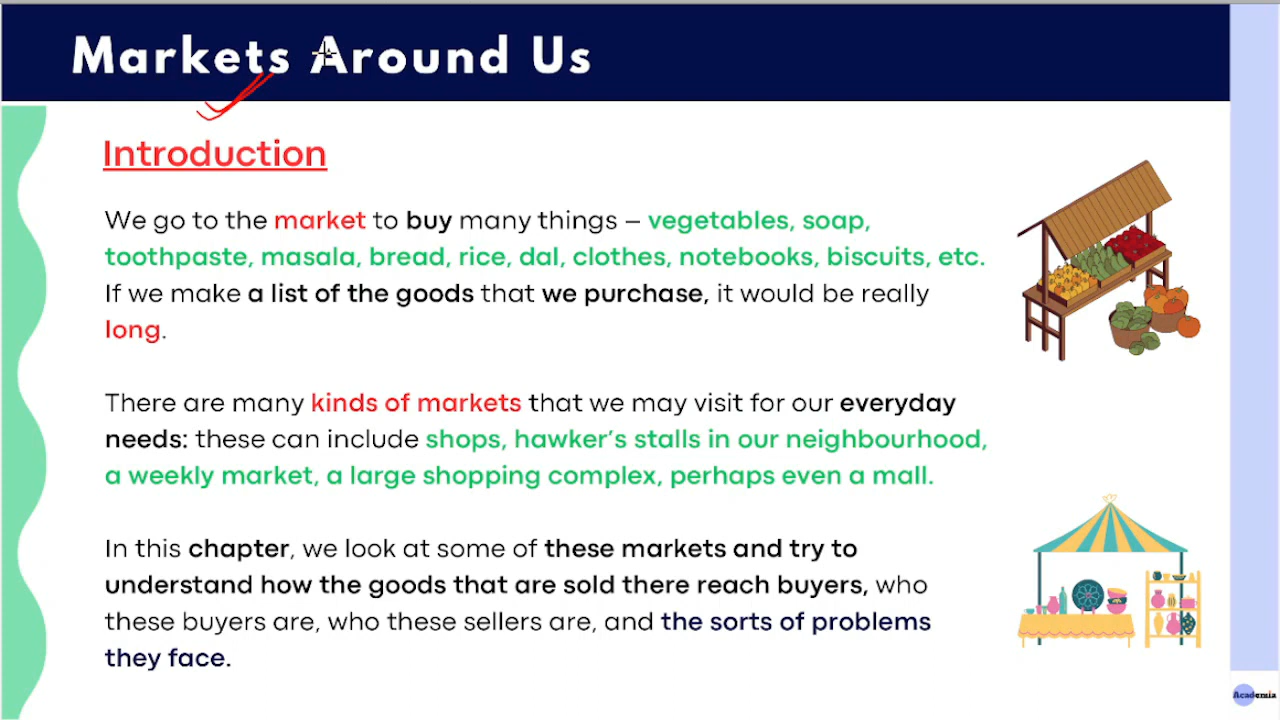 Markets Around Us
Introduction
We go to the market to buy many things – vegetables, soap,
toothpaste, masala, bread, rice, dal, clothes, notebooks, biscuits, etc.
If we make a list of the goods that we purchase, it would be really
long.
There are many kinds of markets that we may visit for our everyday
needs: these can include shops, hawker's stalls in our neighbourhood,
a weekly market, a large shopping complex, perhaps even a mall.
In this chapter, we look at some of these markets and try to
understand how the goods that are sold there reach buyers, who
these buyers are, who these sellers are, and the sorts of problems
they face.
Academia